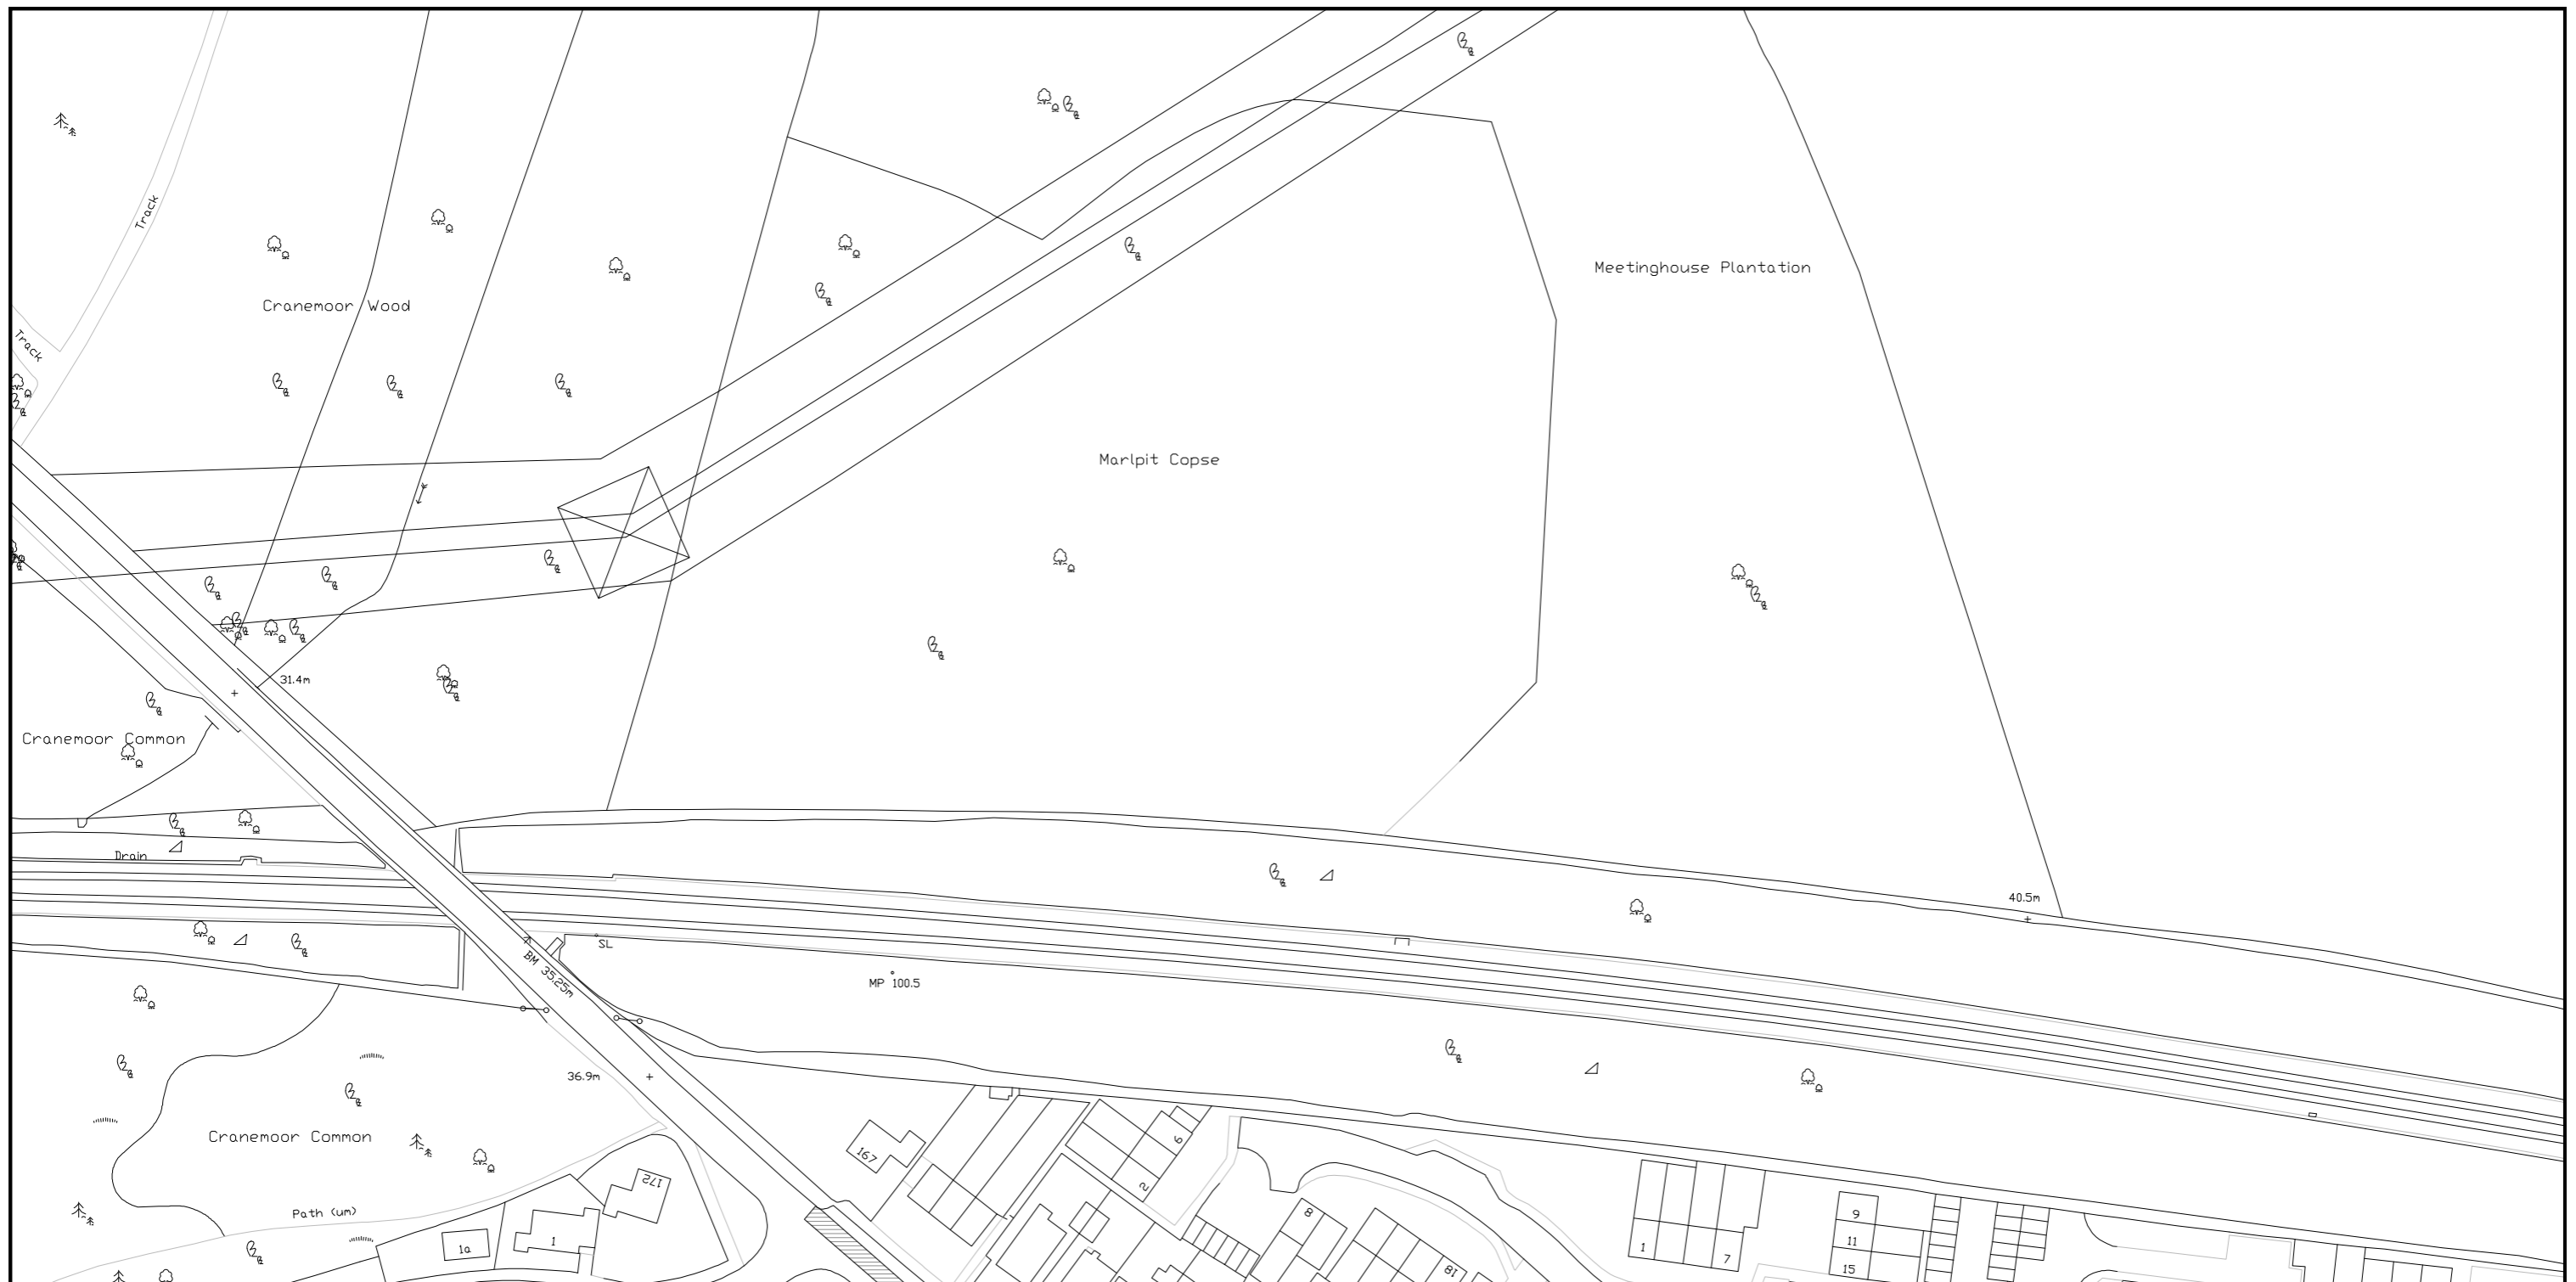 Track
Meetinghouse Plantation
Cranemoor Wood
Track
Marlpit Copse
31.4m
Cranemoor Common
Drain
40.5m
SL
BM 35.25m
MP 100.5
36.9m
Cranemoor Common
167
6
2
172
Path (um)
1a
1
8
18
1
7
9
11
15